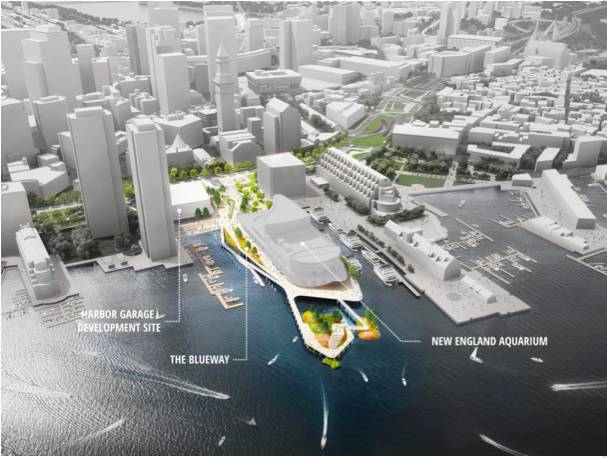 HARBOR GARAGE
DEVELOPMENT SITE
THE BLUEWAY
NEW ENGLAND AQUARIUM